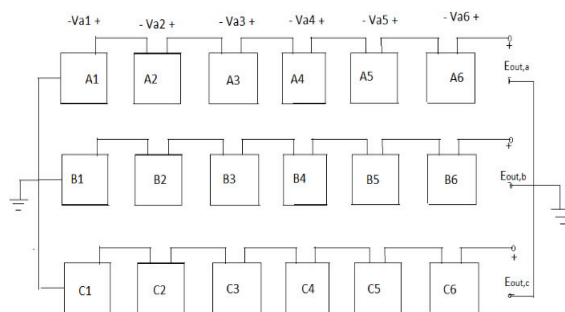 -Va1 + - Va2 + - Va3 + - Va4 + - Va5 + - Va6 +
A1 A2 A3 A4 A5 A6
+
Eout,a
-
B1 B2 B3 B4 B5 B6
+
Eout,b
-
C1 C2 C3 C4 C5 C6
+
Eout,c
-